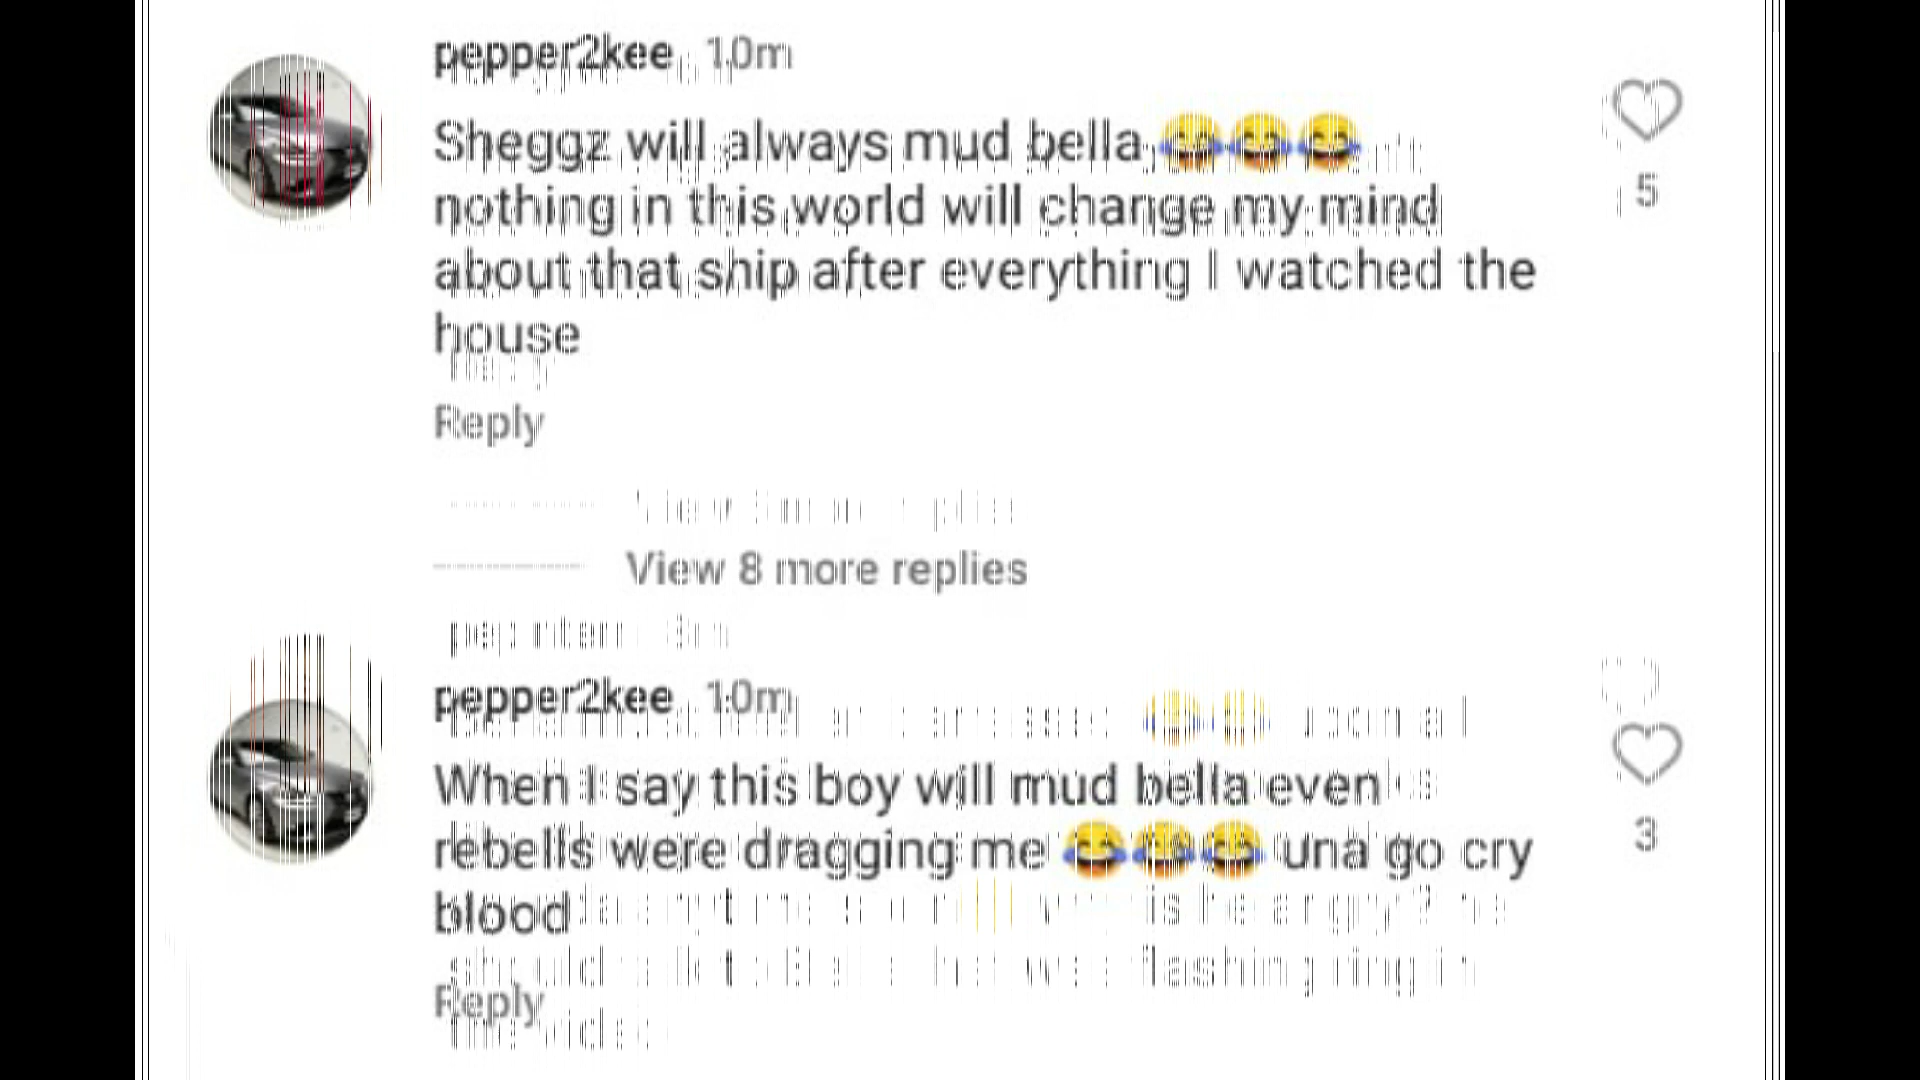 pepper2kee 10m
Sheggz will always mud bella 😂😂😂
nothing in this world will change my mind
about that ship after everything I watched the
house
5
Reply
View 8 more replies
pepper2kee 10m
When I say this boy will mud bella even
rebells were dragging me 😂😂😂 una go cry
blood
3
Reply